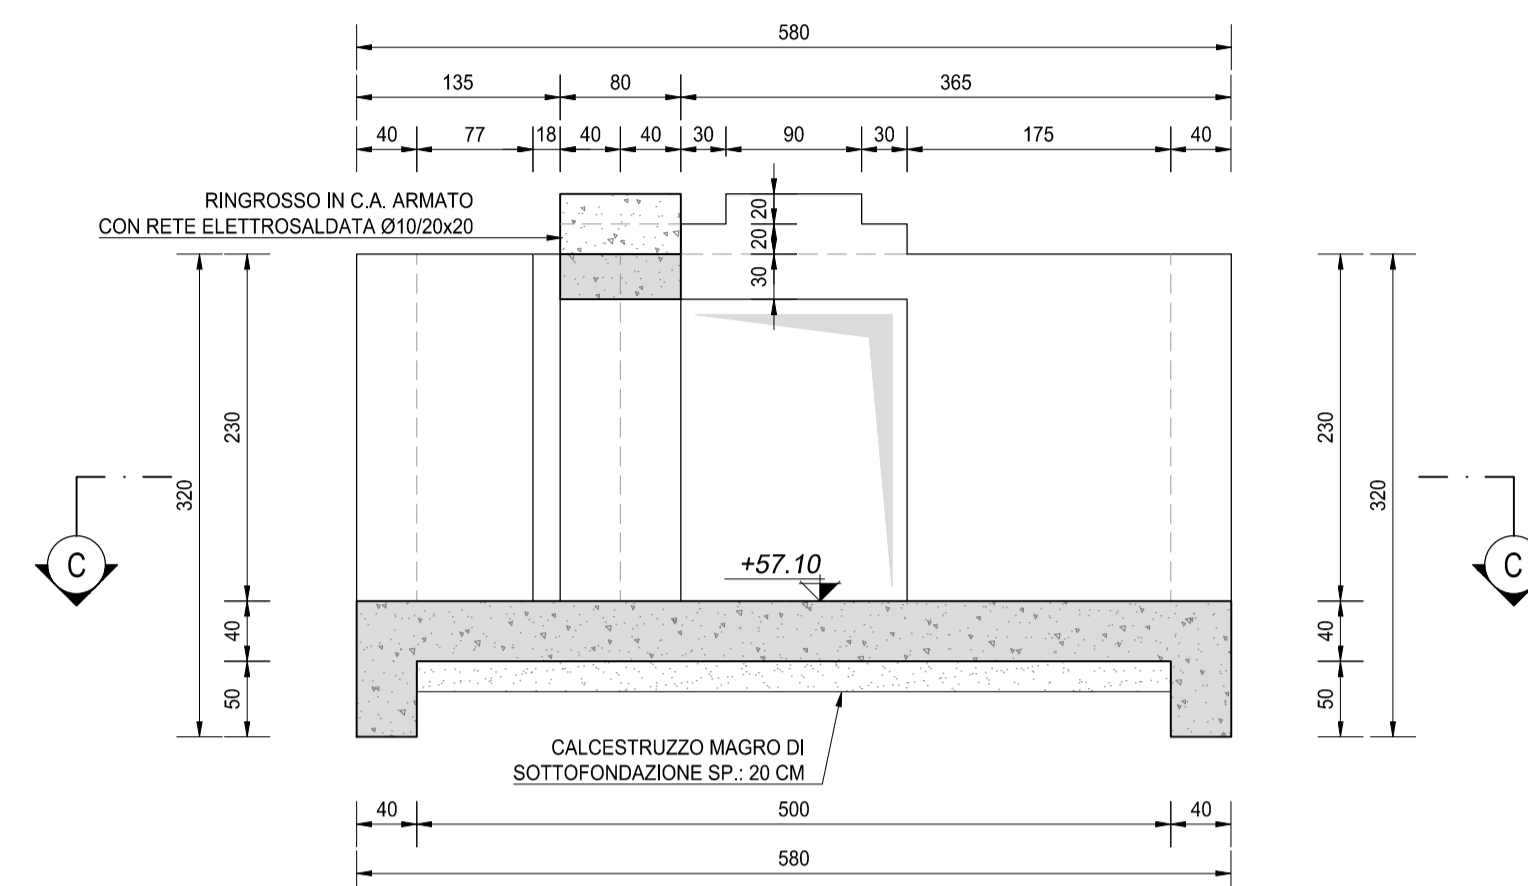 580
135 80 365
40 77 18 40 40 30 90 30 175 40
RINGROSSO IN C.A. ARMATO
CON RETE ELETTROSALDATA Ø10/20x20
20
20
30
230
320
230
320
C
C
+57.10
40
40
50
50
CALCESTRUZZO MAGRO DI
SOTTOFONDAZIONE SP.: 20 CM
40 500 40
580